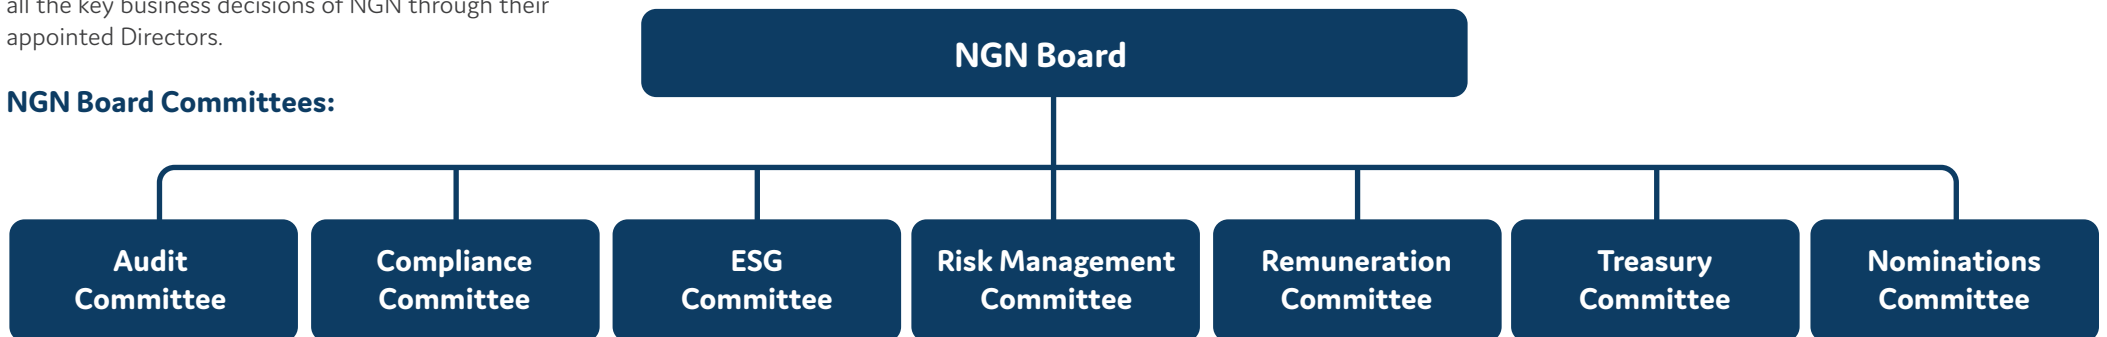 all the key business decisions of NGN through their
appointed Directors.
NGN Board Committees:
NGN Board
Audit
Committee
Compliance
Committee
ESG
Committee
Risk Management
Committee
Remuneration
Committee
Treasury
Committee
Nominations
Committee